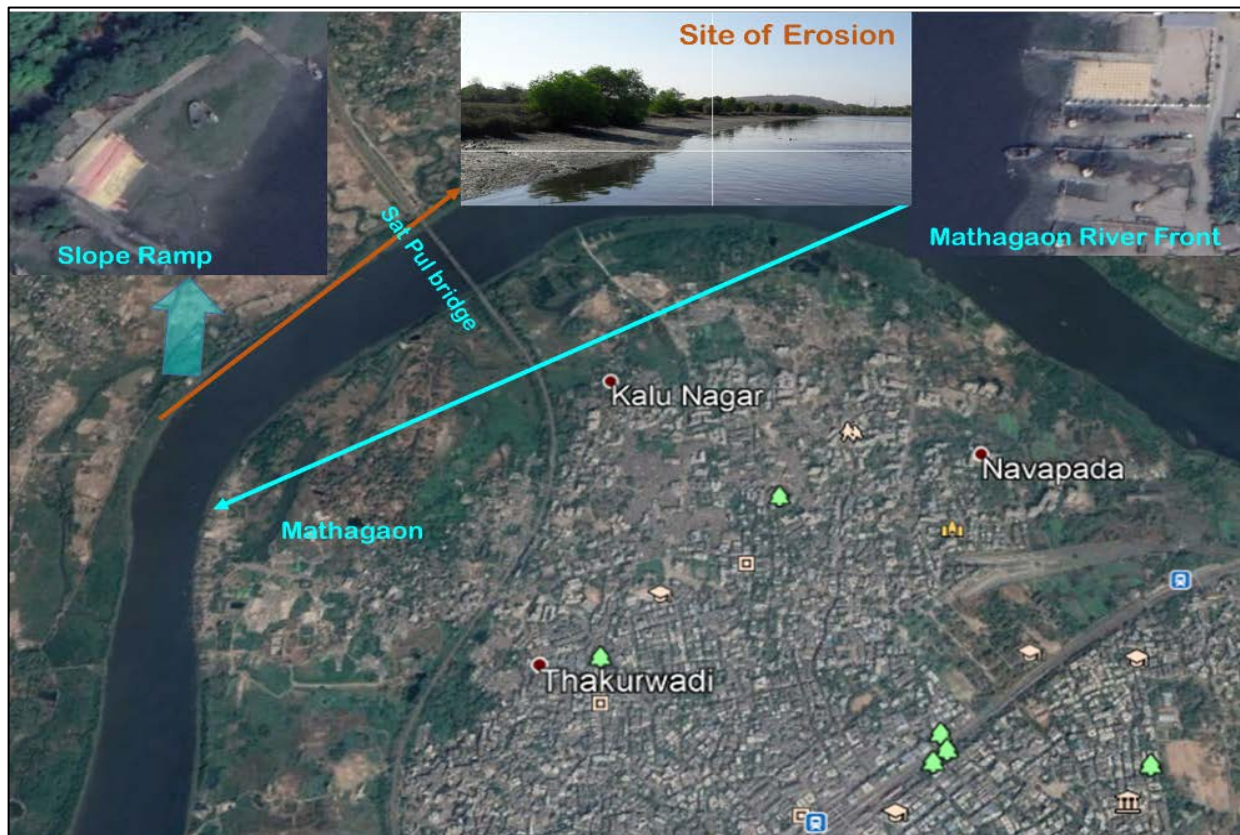 Site of Erosion
Slope Ramp
Mathagaon River Front
Sat Pul bridge
Kalu Nagar
Navapada
Mathagaon
Thakurwadi